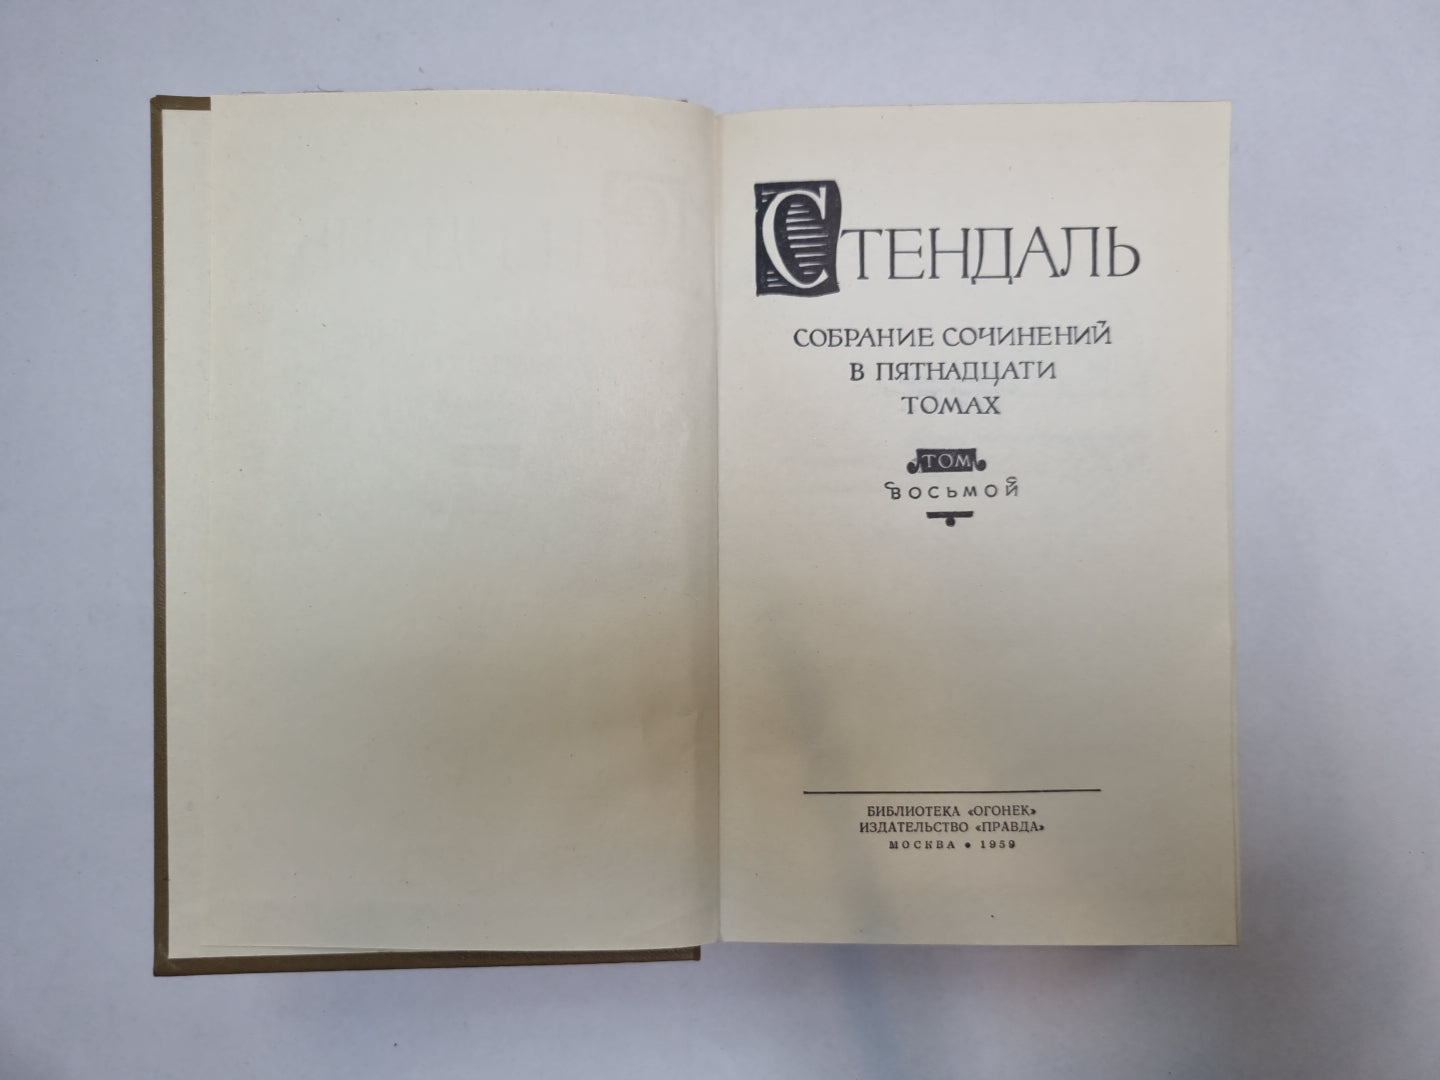 СТЕНДАЛЬ
СОБРАНИЕ СОЧИНЕНИЙ
В ПЯТНАДЦАТИ
ТОМАХ
ТОМ
ВОСЬМОЙ
БИБЛИОТЕКА «ОГОНЕК»
ИЗДАТЕЛЬСТВО «ПРАВДА»
МОСКВА • 1959